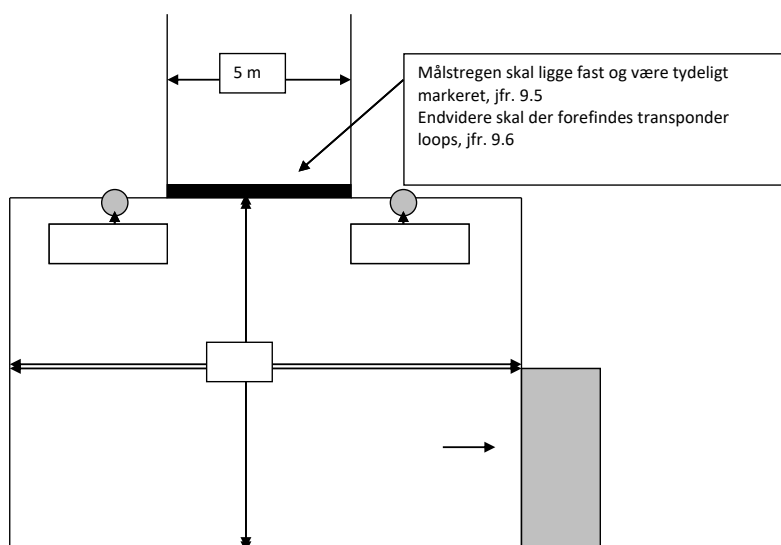 5 m
Målstregen skal ligge fast og være tydeligt
markeret, jfr. 9.5
Endvidere skal der forefindes transponder
loops, jfr. 9.6